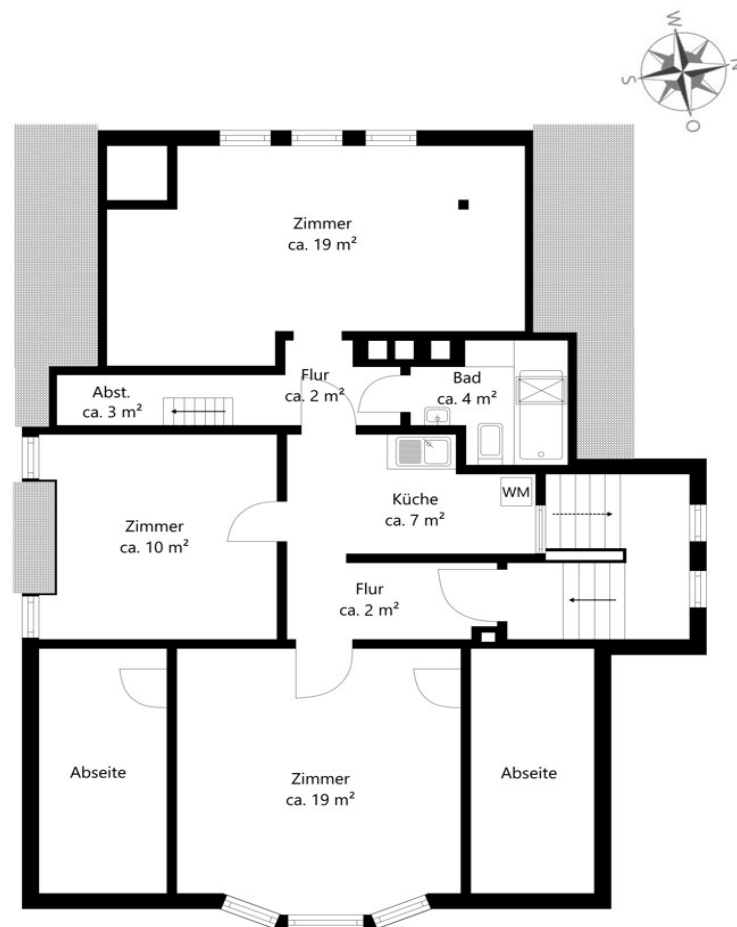 W
N
S
O
Zimmer
ca. 19 m²
Abst.
ca. 3 m²
Flur
ca. 2 m²
Bad
ca. 4 m²
Zimmer
ca. 10 m²
Küche
ca. 7 m²
WM
Flur
ca. 2 m²
Abseite
Zimmer
ca. 19 m²
Abseite